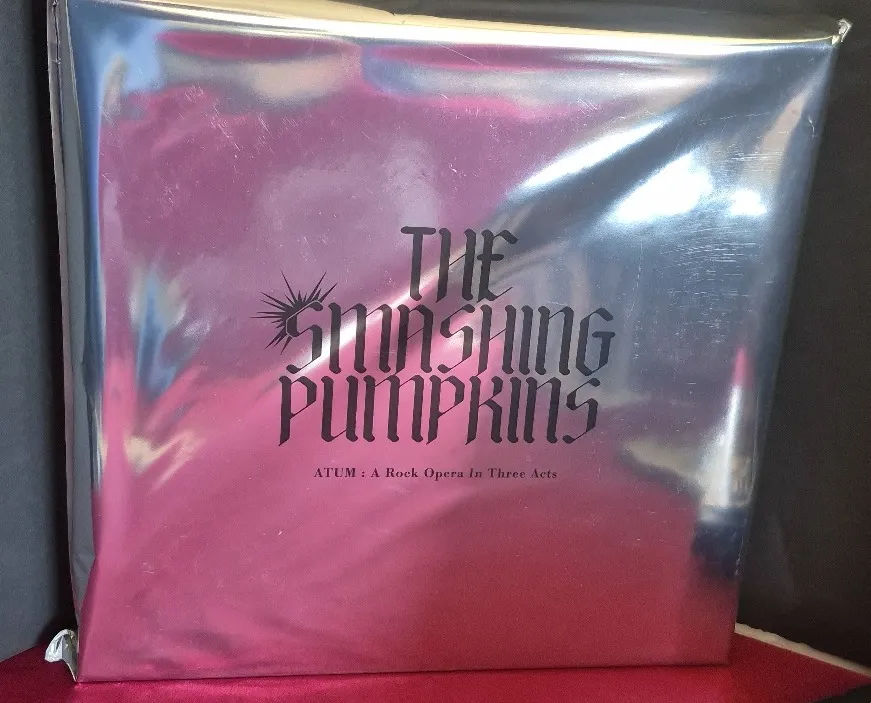 THE
SMASHING
PUMPKINS
ATUM : A Rock Opera In Three Acts